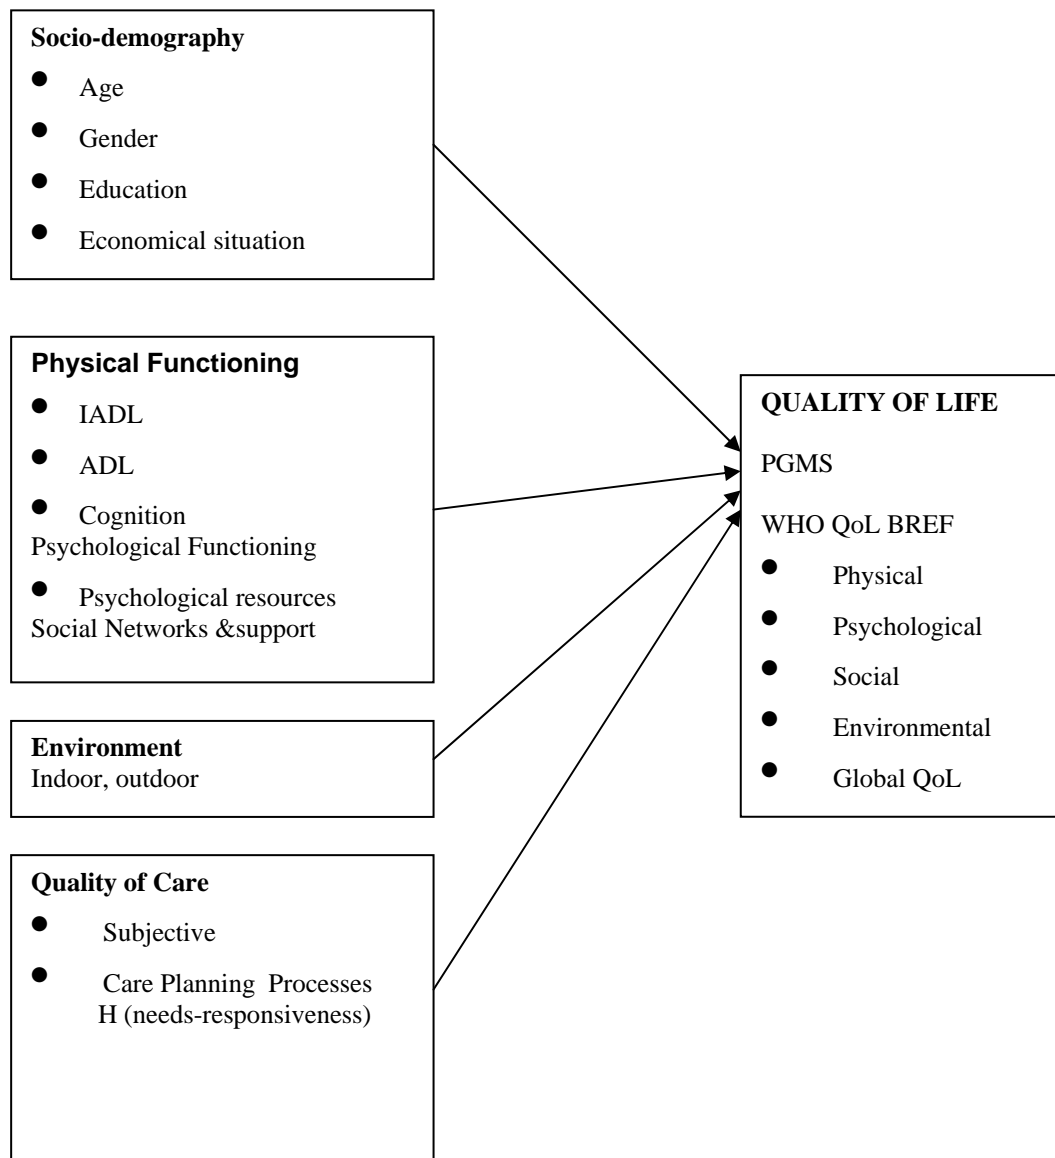 Socio-demography
● Age
● Gender
● Education
● Economical situation
Physical Functioning
● IADL
● ADL
● Cognition
Psychological Functioning
● Psychological resources
Social Networks &support
Environment
Indoor, outdoor
Quality of Care
● Subjective
● Care Planning Processes
H (needs-responsiveness)
QUALITY OF LIFE
PGMS
WHO QoL BREF
● Physical
● Psychological
● Social
● Environmental
● Global QoL